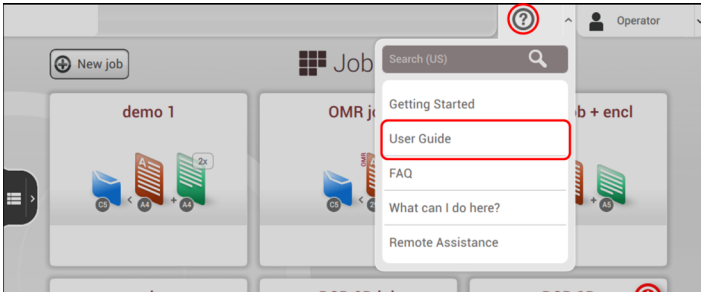 Operator
New job
Job
Search (US)
Getting Started
User Guide
FAQ
What can I do here?
Remote Assistance
demo 1
C5 < A4 + A4
2x
OMR
OMR
C5
b + encl
+ A5